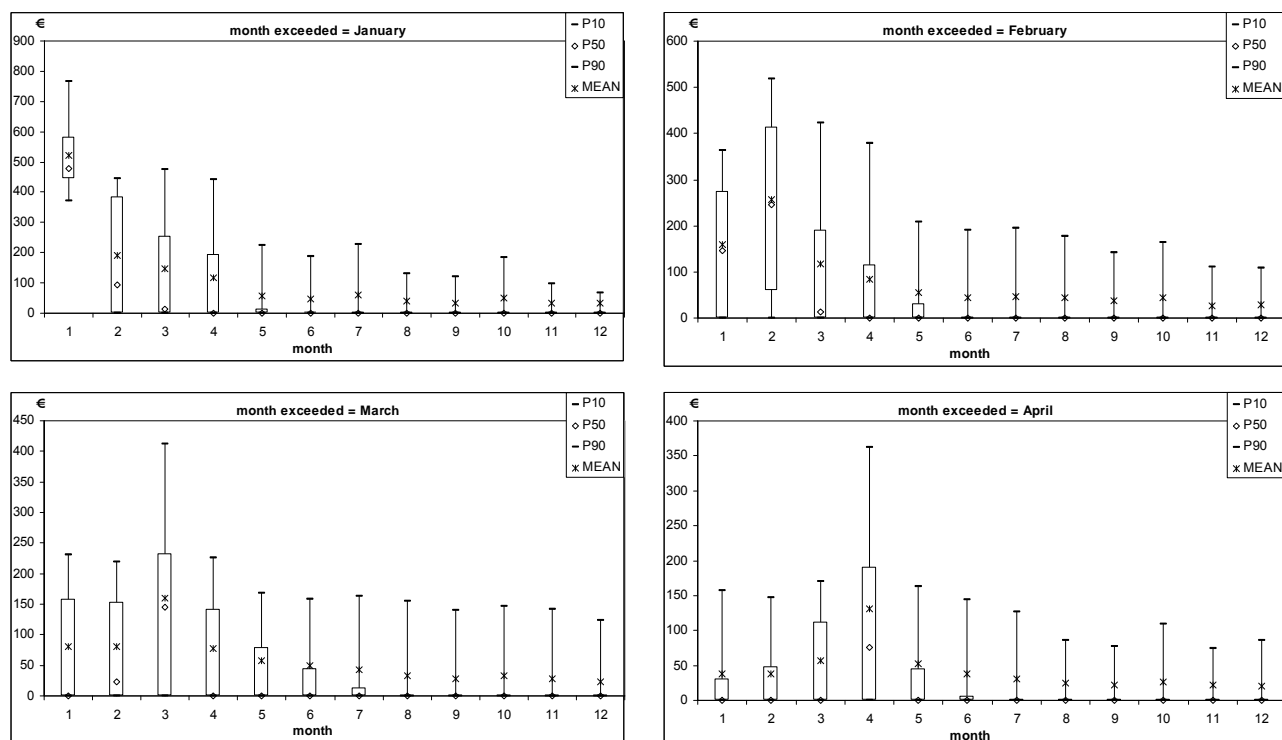 €
month exceeded = January
P10
P50
P90
MEAN
900
800
700
600
500
400
300
200
100
0
1 2 3 4 5 6 7 8 9 10 11 12
month
€
month exceeded = February
P10
P50
P90
MEAN
600
500
400
300
200
100
0
1 2 3 4 5 6 7 8 9 10 11 12
month
€
month exceeded = March
P10
P50
P90
MEAN
450
400
350
300
250
200
150
100
50
0
1 2 3 4 5 6 7 8 9 10 11 12
month
€
month exceeded = April
P10
P50
P90
MEAN
400
350
300
250
200
150
100
50
0
1 2 3 4 5 6 7 8 9 10 11 12
month